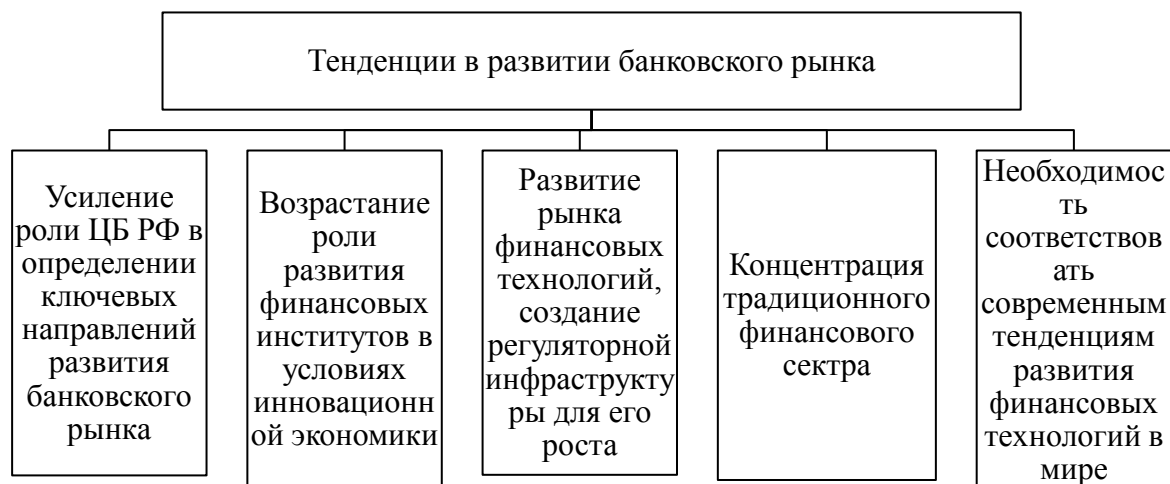 Тенденции в развитии банковского рынка
Усиление
роли ЦБ РФ в
определении
ключевых
направлений
развития
банковского
рынка
Возрастание
роли
развития
финансовых
институтов в
условиях
инновационн
ой экономики
Развитие
рынка
финансовых
технологий,
создание
регуляторной
инфраструкту
ры для его
роста
Концентрация
традиционного
финансового
сектра
Необходимос
ть
соответствов
ать
современным
тенденциям
развития
финансовых
технологий в
мире